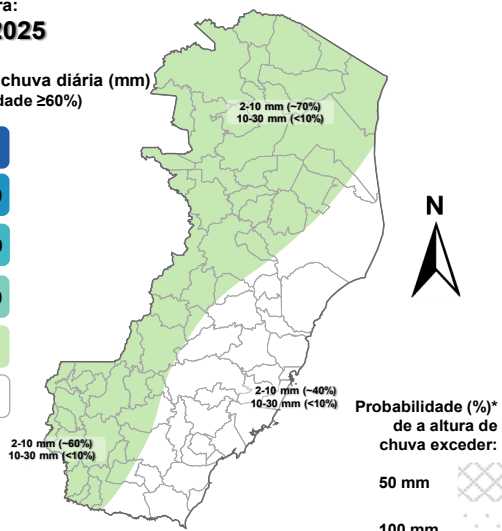 2025
chuva diária (mm)
≥60%)
2-10 mm (~70%)
10-30 mm (<10%)
N
2-10 mm (~40%)
10-30 mm (<10%)
Probabilidade (%)*
de a altura de
chuva exceder:
2-10 mm (~60%)
10-30 mm (<10%)
50 mm
100 mm